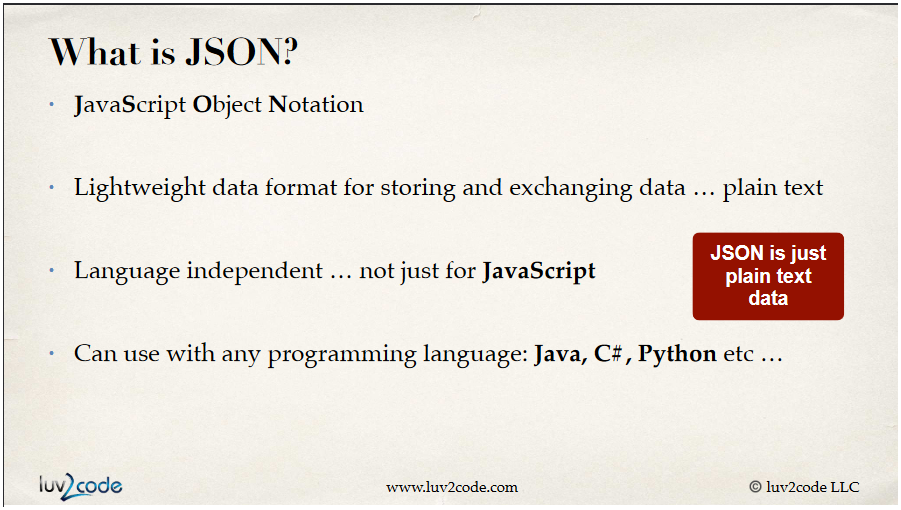 What is JSON?
• JavaScript Object Notation
• Lightweight data format for storing and exchanging data … plain text
• Language independent … not just for JavaScript
JSON is just
plain text
data
• Can use with any programming language: Java, C#, Python etc …
luv2code
www.luv2code.com
© luv2code LLC